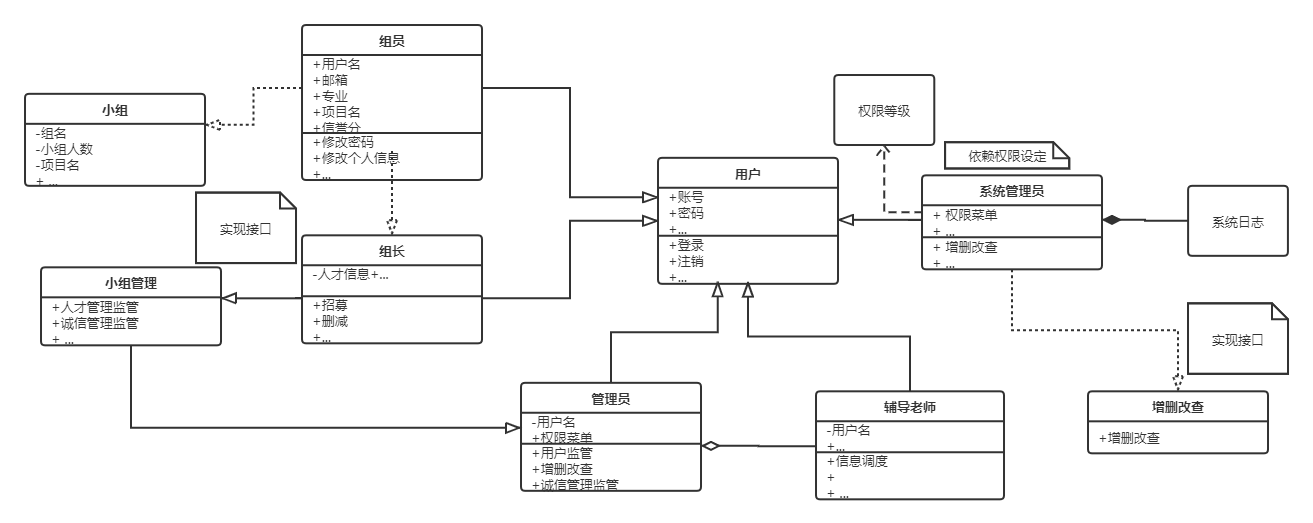 组员
+用户名
+邮箱
+专业
+项目名
+信誉分
+修改密码
+修改个人信息
+...
小组
-组名
-小组人数
-项目名
+ ...
实现接口
组长
-人才信息+...
+招募
+删减
+...
小组管理
+人才管理监管
+诚信管理监管
+ ...
用户
+账号
+密码
+...
+登录
+注销
+...
权限等级
依赖权限设定
系统管理员
+ 权限菜单
+ ...
+ 增删改查
+ ...
系统日志
实现接口
管理员
-用户名
+权限菜单
+用户监管
+增删改查
+诚信管理监管
辅导老师
-用户名
+...
+信息调度
+
+ ...
增删改查
+增删改查